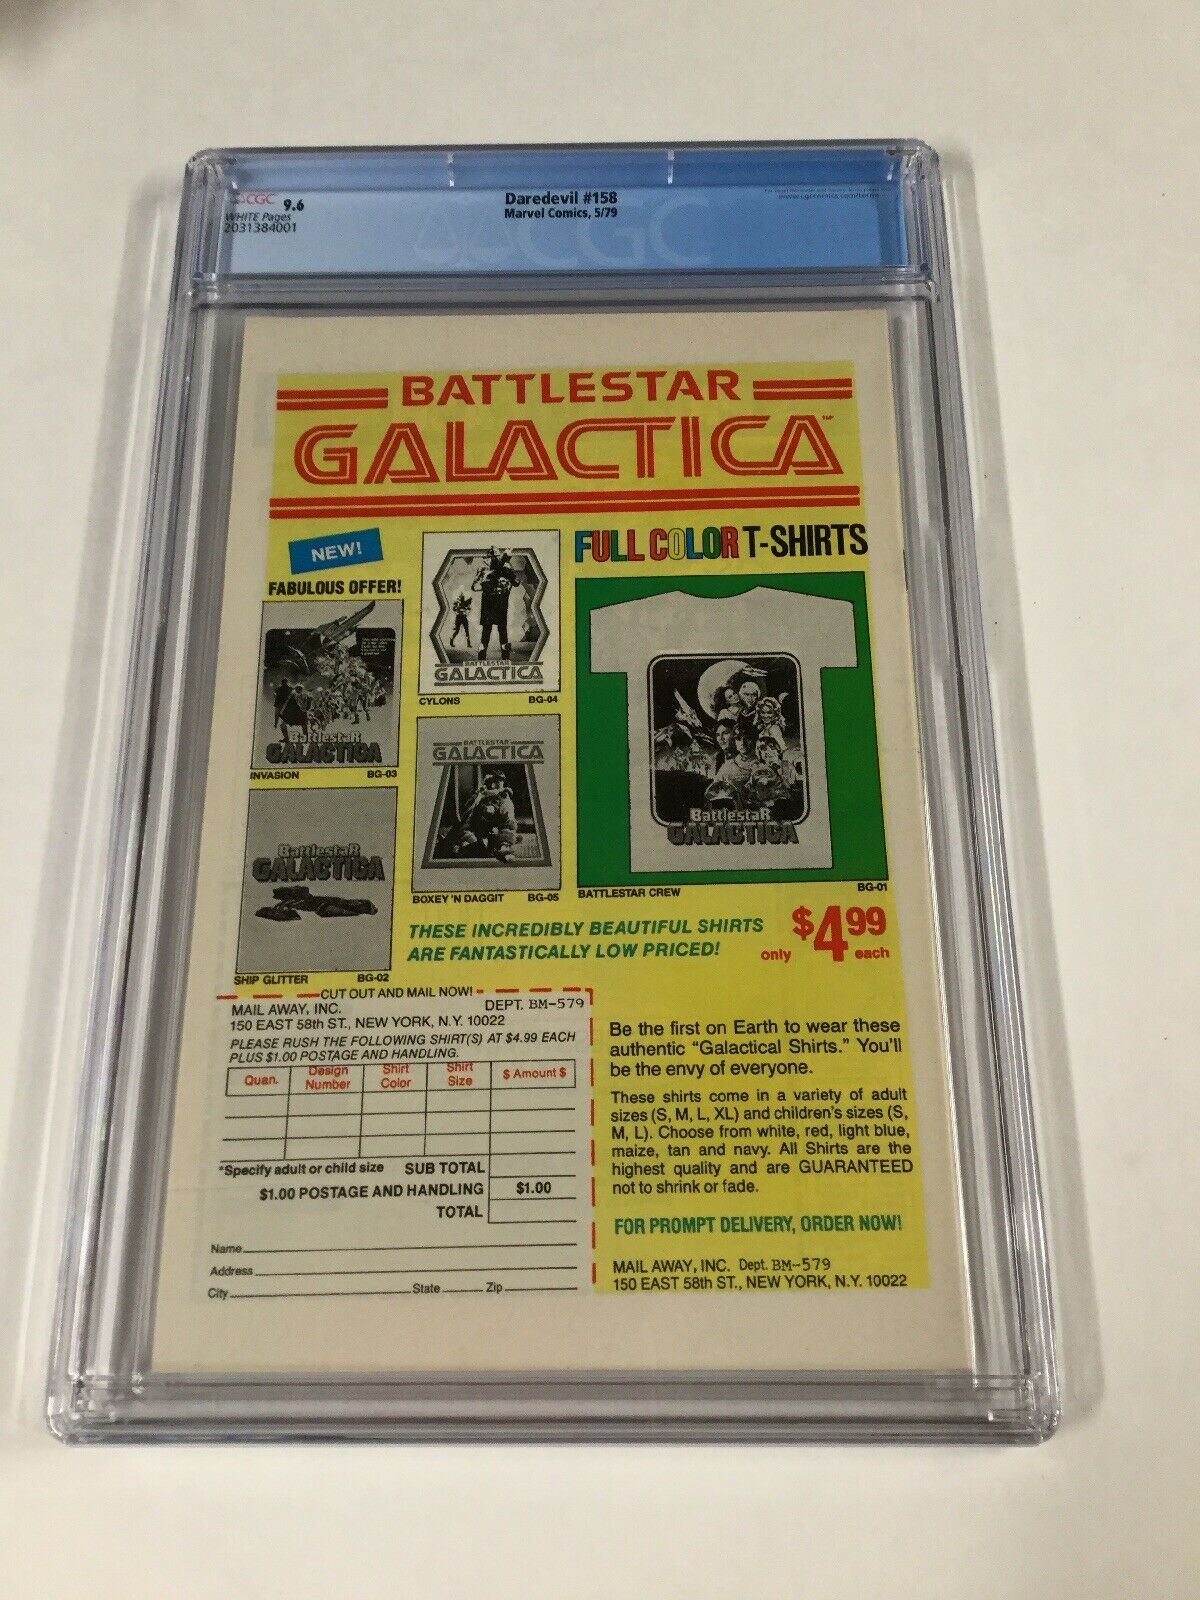 CGC 9.6
WHITE Pages
2031384001
Daredevil #158
Marvel Comics, 5/79
CGC
BATTLESTAR
GALACTICA™
NEW!
FABULOUS OFFER!
FULL COLOR T-SHIRTS
BATTLESTAR
GALACTICA
CYLONS BG-04
BattlestaR
GALACTICA
INVASION BG-03
BATTLESTAR
GALACTICA
BOXEY 'N DAGGIT BG-05
BattlestaR
GALACTICA
SHIP GLITTER BG-02
BattlestaR
GALACTICA
BATTLESTAR CREW BG-01
THESE INCREDIBLY BEAUTIFUL SHIRTS
ARE FANTASTICALLY LOW PRICED!
only $4.99 each
CUT OUT AND MAIL NOW!
MAIL AWAY, INC. DEPT. BM-579
150 EAST 58th ST., NEW YORK, N.Y. 10022
PLEASE RUSH THE FOLLOWING SHIRT(S) AT $4.99 EACH
PLUS $1.00 POSTAGE AND HANDLING.
Quan. Design Number Shirt Color Shirt Size $ Amount $
*Specify adult or child size SUB TOTAL
$1.00 POSTAGE AND HANDLING $1.00
TOTAL
Name
Address
City State Zip
Be the first on Earth to wear these
authentic "Galactical Shirts." You'll
be the envy of everyone.
These shirts come in a variety of adult
sizes (S, M, L, XL) and children's sizes (S,
M, L). Choose from white, red, light blue,
maize, tan and navy. All Shirts are the
highest quality and are GUARANTEED
not to shrink or fade.
FOR PROMPT DELIVERY, ORDER NOW!
MAIL AWAY, INC. Dept. BM-579
150 EAST 58th ST., NEW YORK, N.Y. 10022